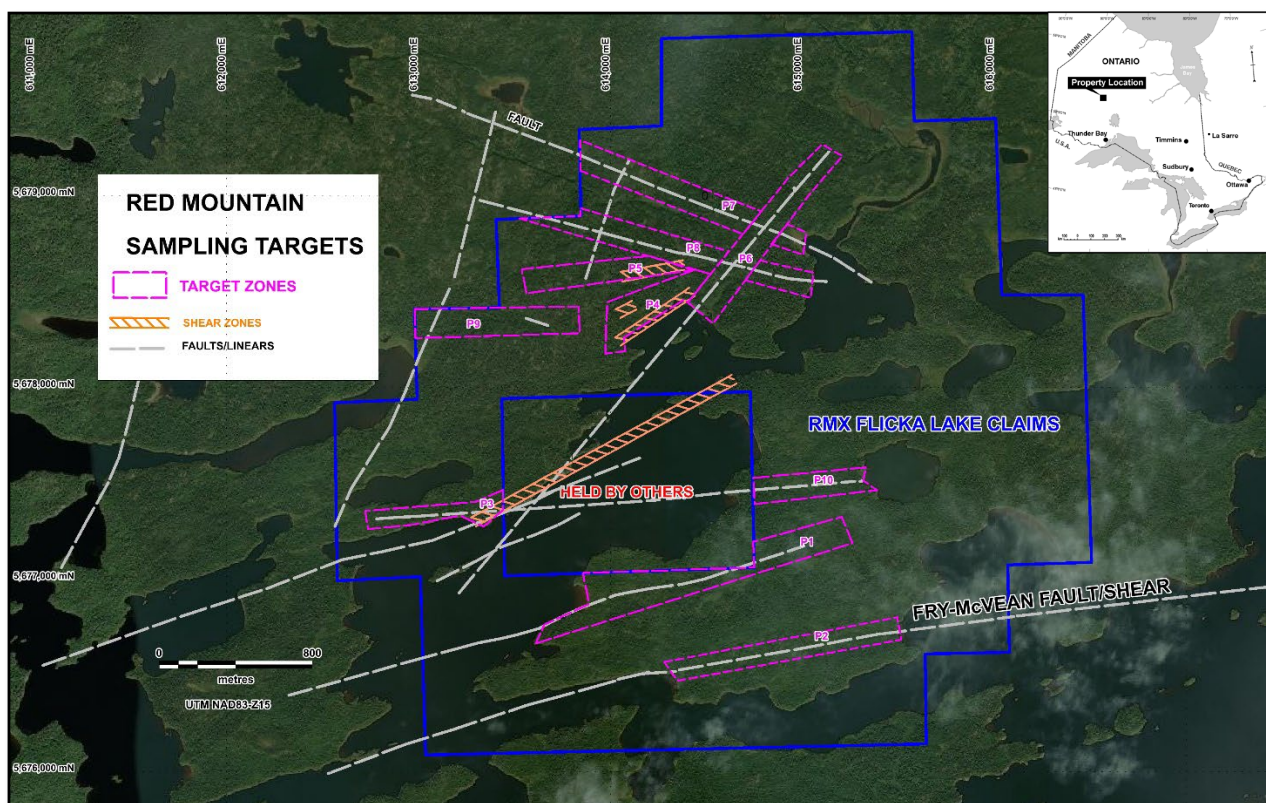 611,000 mE
612,000 mE
613,000 mE
614,000 mE
615,000 mE
616,000 mE
5,679,000 mN
5,678,000 mN
5,677,000 mN
5,676,000 mN
RED MOUNTAIN
SAMPLING TARGETS
TARGET ZONES
SHEAR ZONES
FAULTS/LINEARS
FAULT
P7
P8
P6
P5
P4
P9
RMX FLICKA LAKE CLAIMS
HELD BY OTHERS
P3
P10
P1
P2
FRY-McVEAN FAULT/SHEAR
0 800
metres
UTM NAD83-Z15
MANITOBA
ONTARIO
James
Bay
Property Location
Thunder Bay
U.S.A.
Timmins
La Sarre
Sudbury
QUEBEC
Ottawa
Toronto